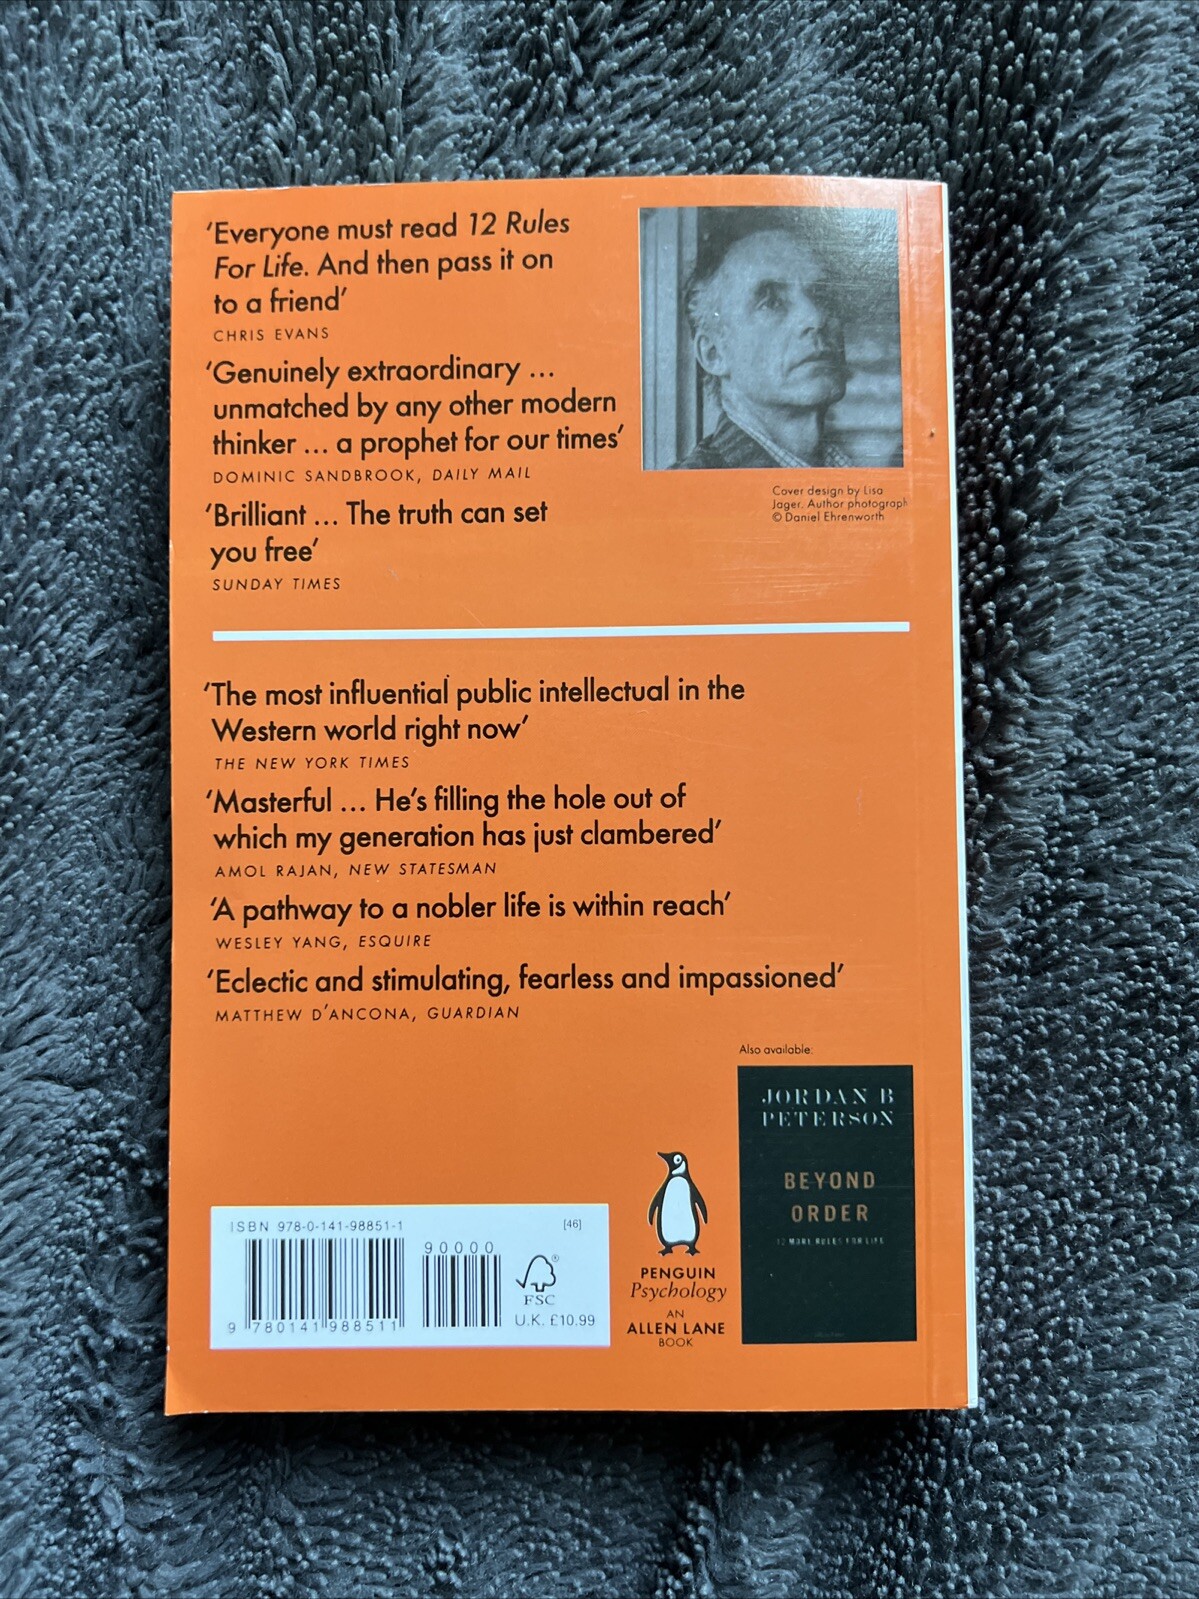 ‘Everyone must read 12 Rules
For Life. And then pass it on
to a friend’
CHRIS EVANS
‘Genuinely extraordinary ...
unmatched by any other modern
thinker ... a prophet for our times’
DOMINIC SANDBROOK, DAILY MAIL
‘Brilliant ... The truth can set
you free’
SUNDAY TIMES
Cover design by Lisa
Jager. Author photograph
© Daniel Ehrenworth
‘The most influential public intellectual in the
Western world right now’
THE NEW YORK TIMES
‘Masterful ... He’s filling the hole out of
which my generation has just clambered’
AMOL RAJAN, NEW STATESMAN
‘A pathway to a nobler life is within reach’
WESLEY YANG, ESQUIRE
‘Eclectic and stimulating, fearless and impassioned’
MATTHEW D’ANCONA, GUARDIAN
Also available:
JORDAN B
PETERSON
BEYOND
ORDER
12 MORE RULES FOR LIFE
PENGUIN
Psychology
AN
ALLEN LANE
BOOK
ISBN 978-0-141-98851-1
[46]
90000
FSC
U.K. £10.99
9 780141 988511